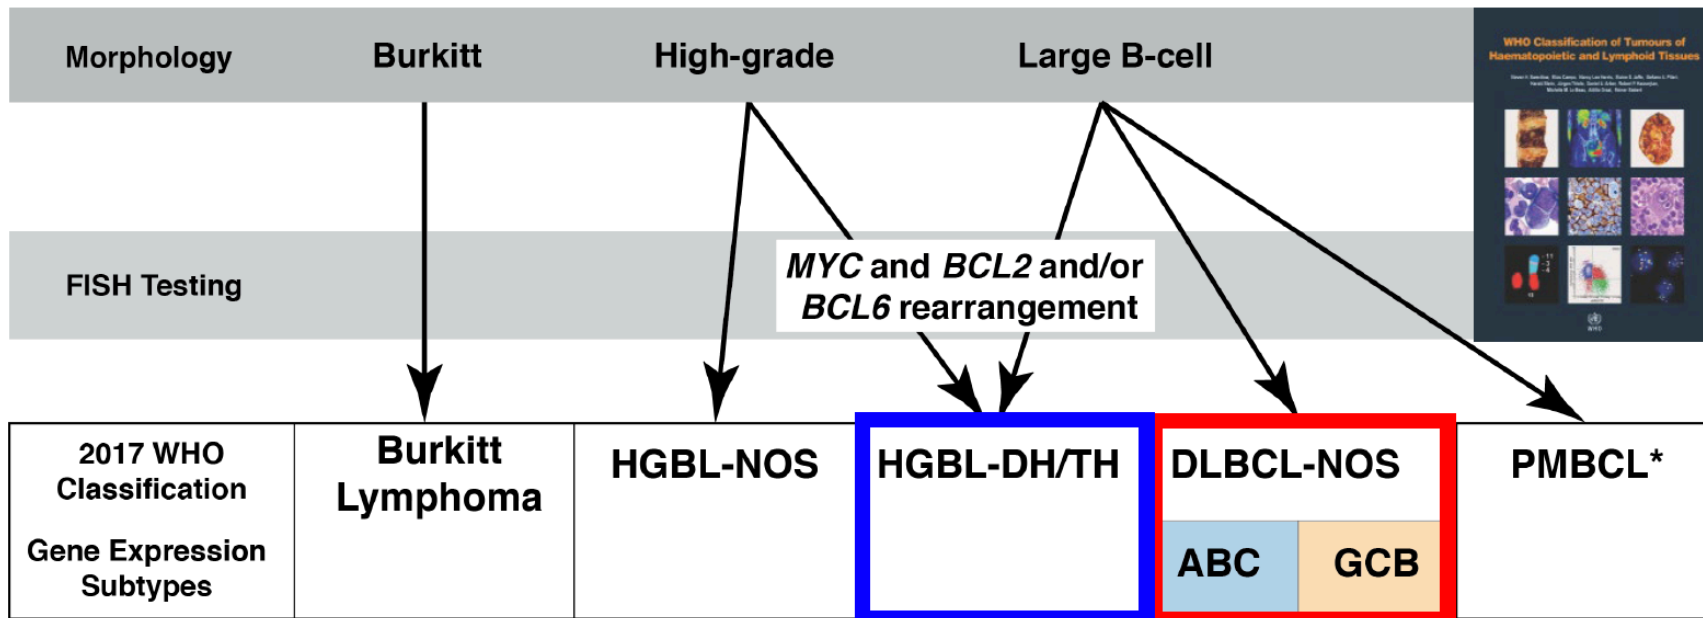 Morphology
Burkitt
High-grade
Large B-cell
WHO Classification of Tumours of
Haematopoietic and Lymphoid Tissues
FISH Testing
MYC and BCL2 and/or
BCL6 rearrangement
WHO
2017 WHO
Classification
Gene Expression
Subtypes
Burkitt
Lymphoma
HGBL-NOS
HGBL-DH/TH
DLBCL-NOS
ABC
GCB
PMBCL*